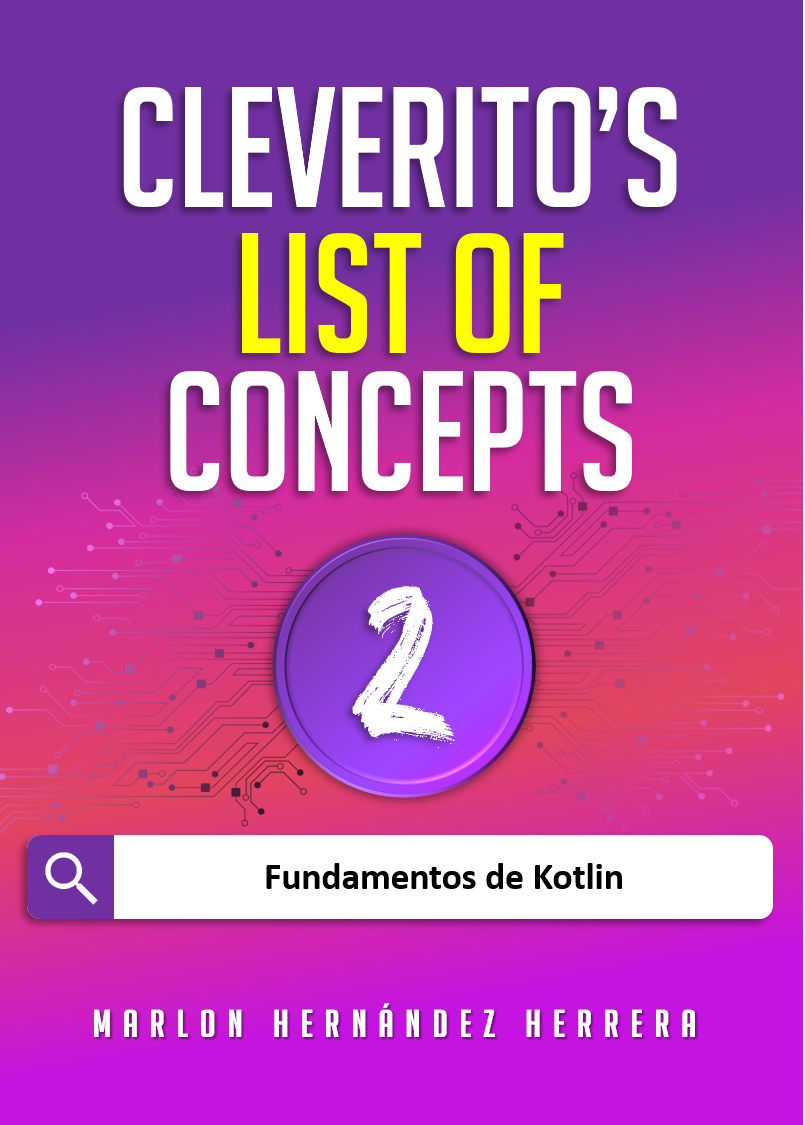 CLEVERITO’S
LIST OF
CONCEPTS
2
Fundamentos de Kotlin
MARLON HERNÁNDEZ HERRERA